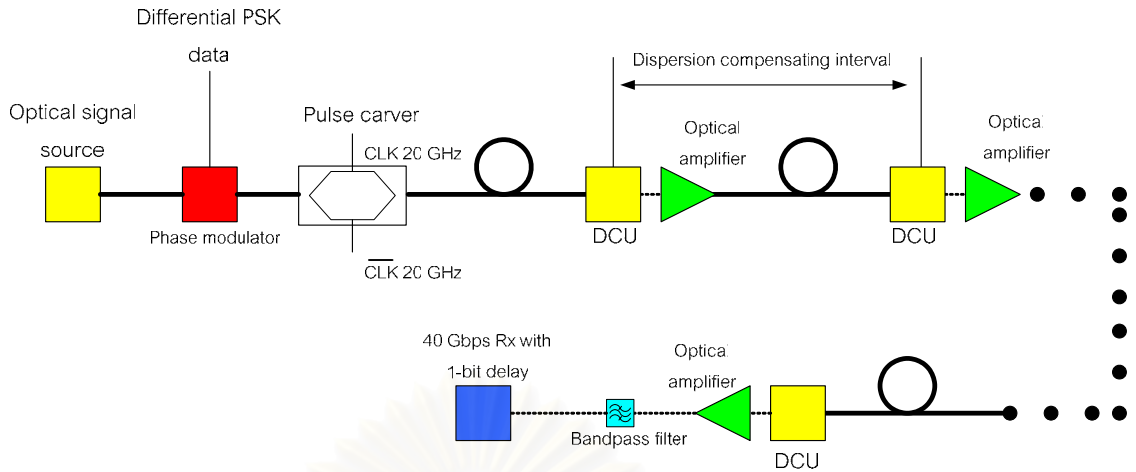 Differential PSK
data
Optical signal
source
Pulse carver
CLK 20 GHz
Phase modulator
CLK 20 GHz
Dispersion compensating interval
Optical
amplifier
DCU
Optical
amplifier
DCU
40 Gbps Rx with
1-bit delay
Bandpass filter
Optical
amplifier
DCU